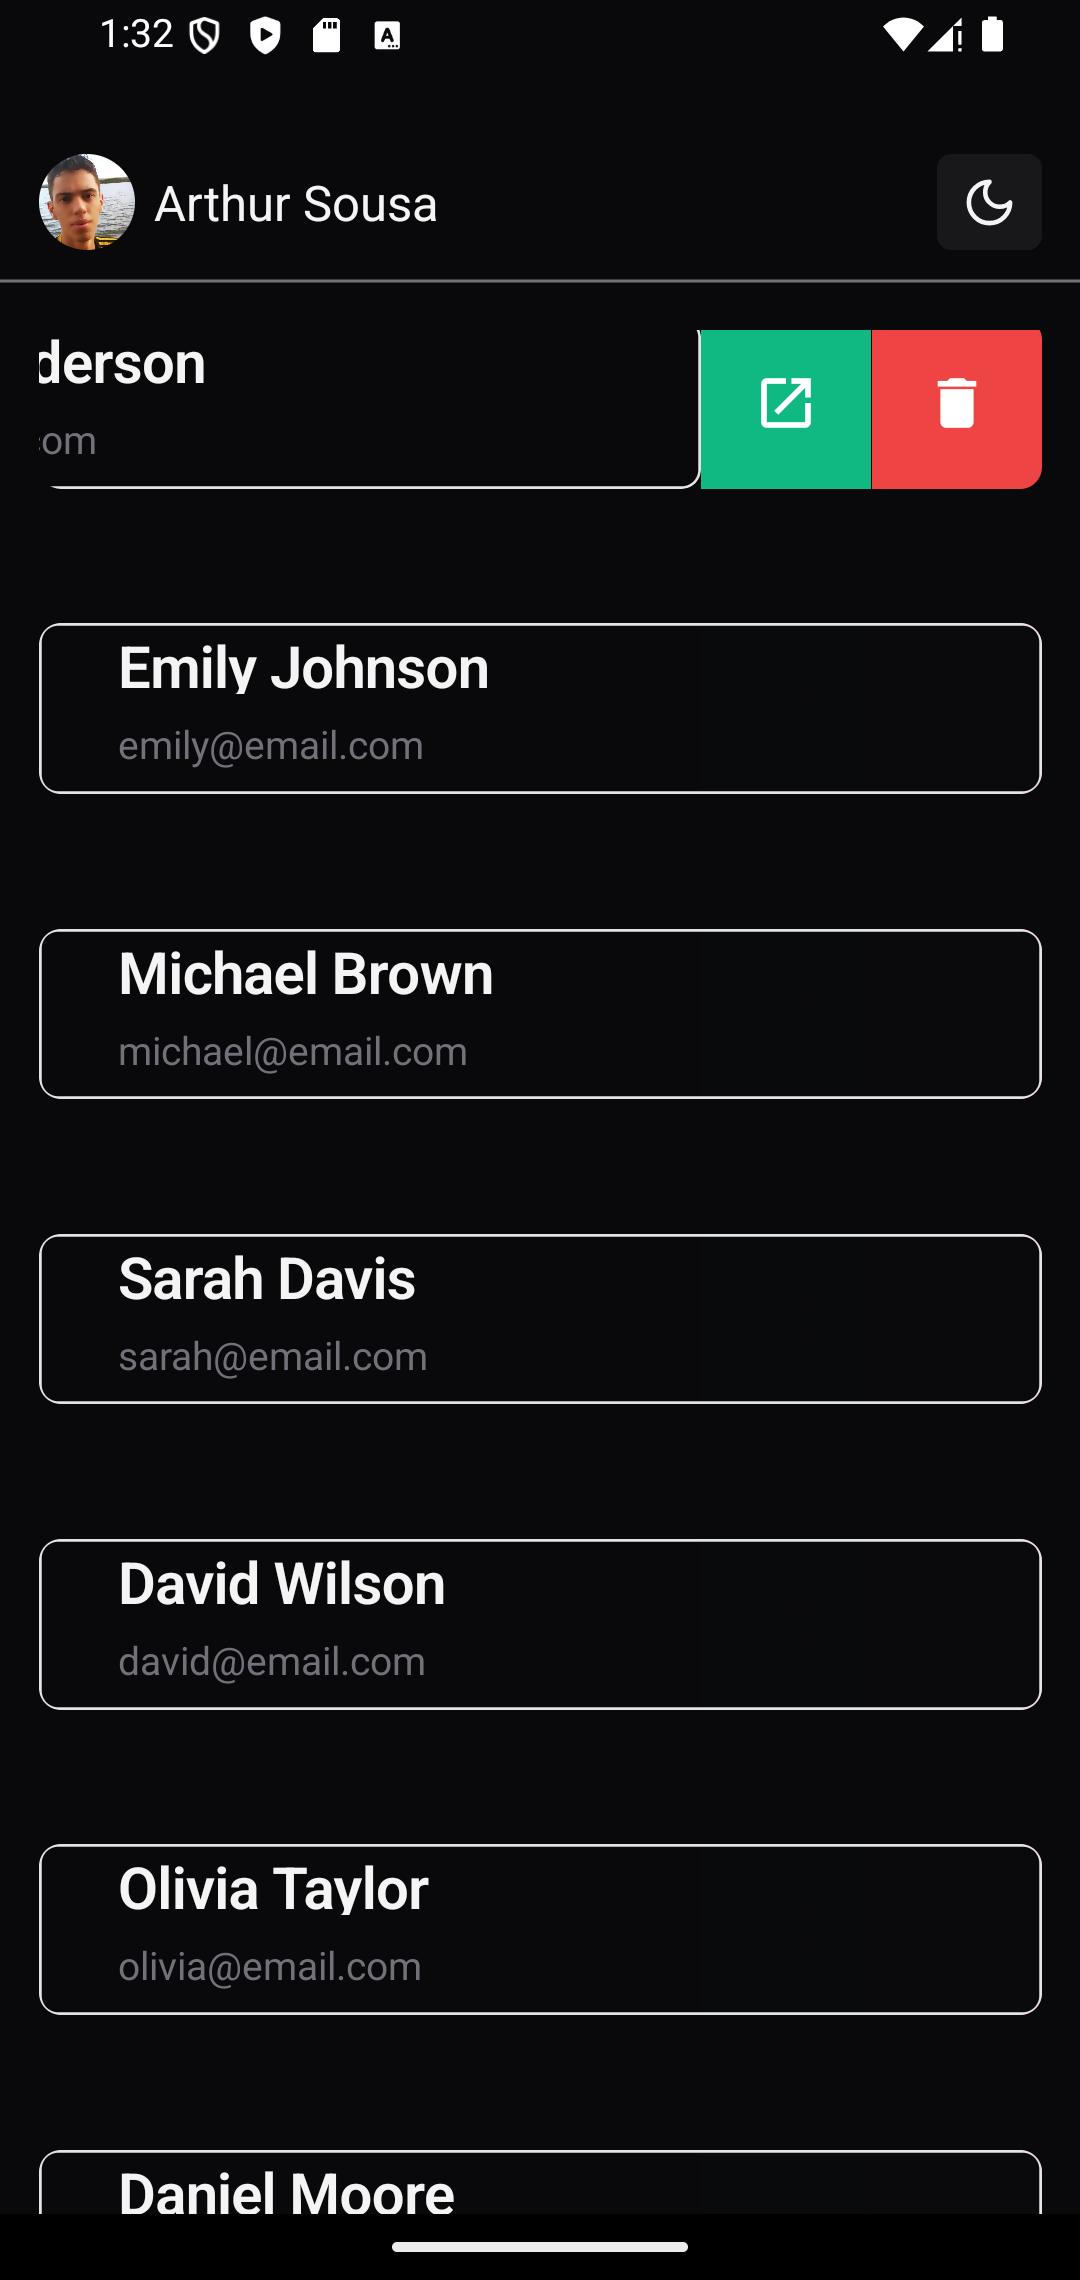 1:32
Arthur Sousa
derson
com
Emily Johnson
emily@email.com
Michael Brown
michael@email.com
Sarah Davis
sarah@email.com
David Wilson
david@email.com
Olivia Taylor
olivia@email.com
Daniel Moore